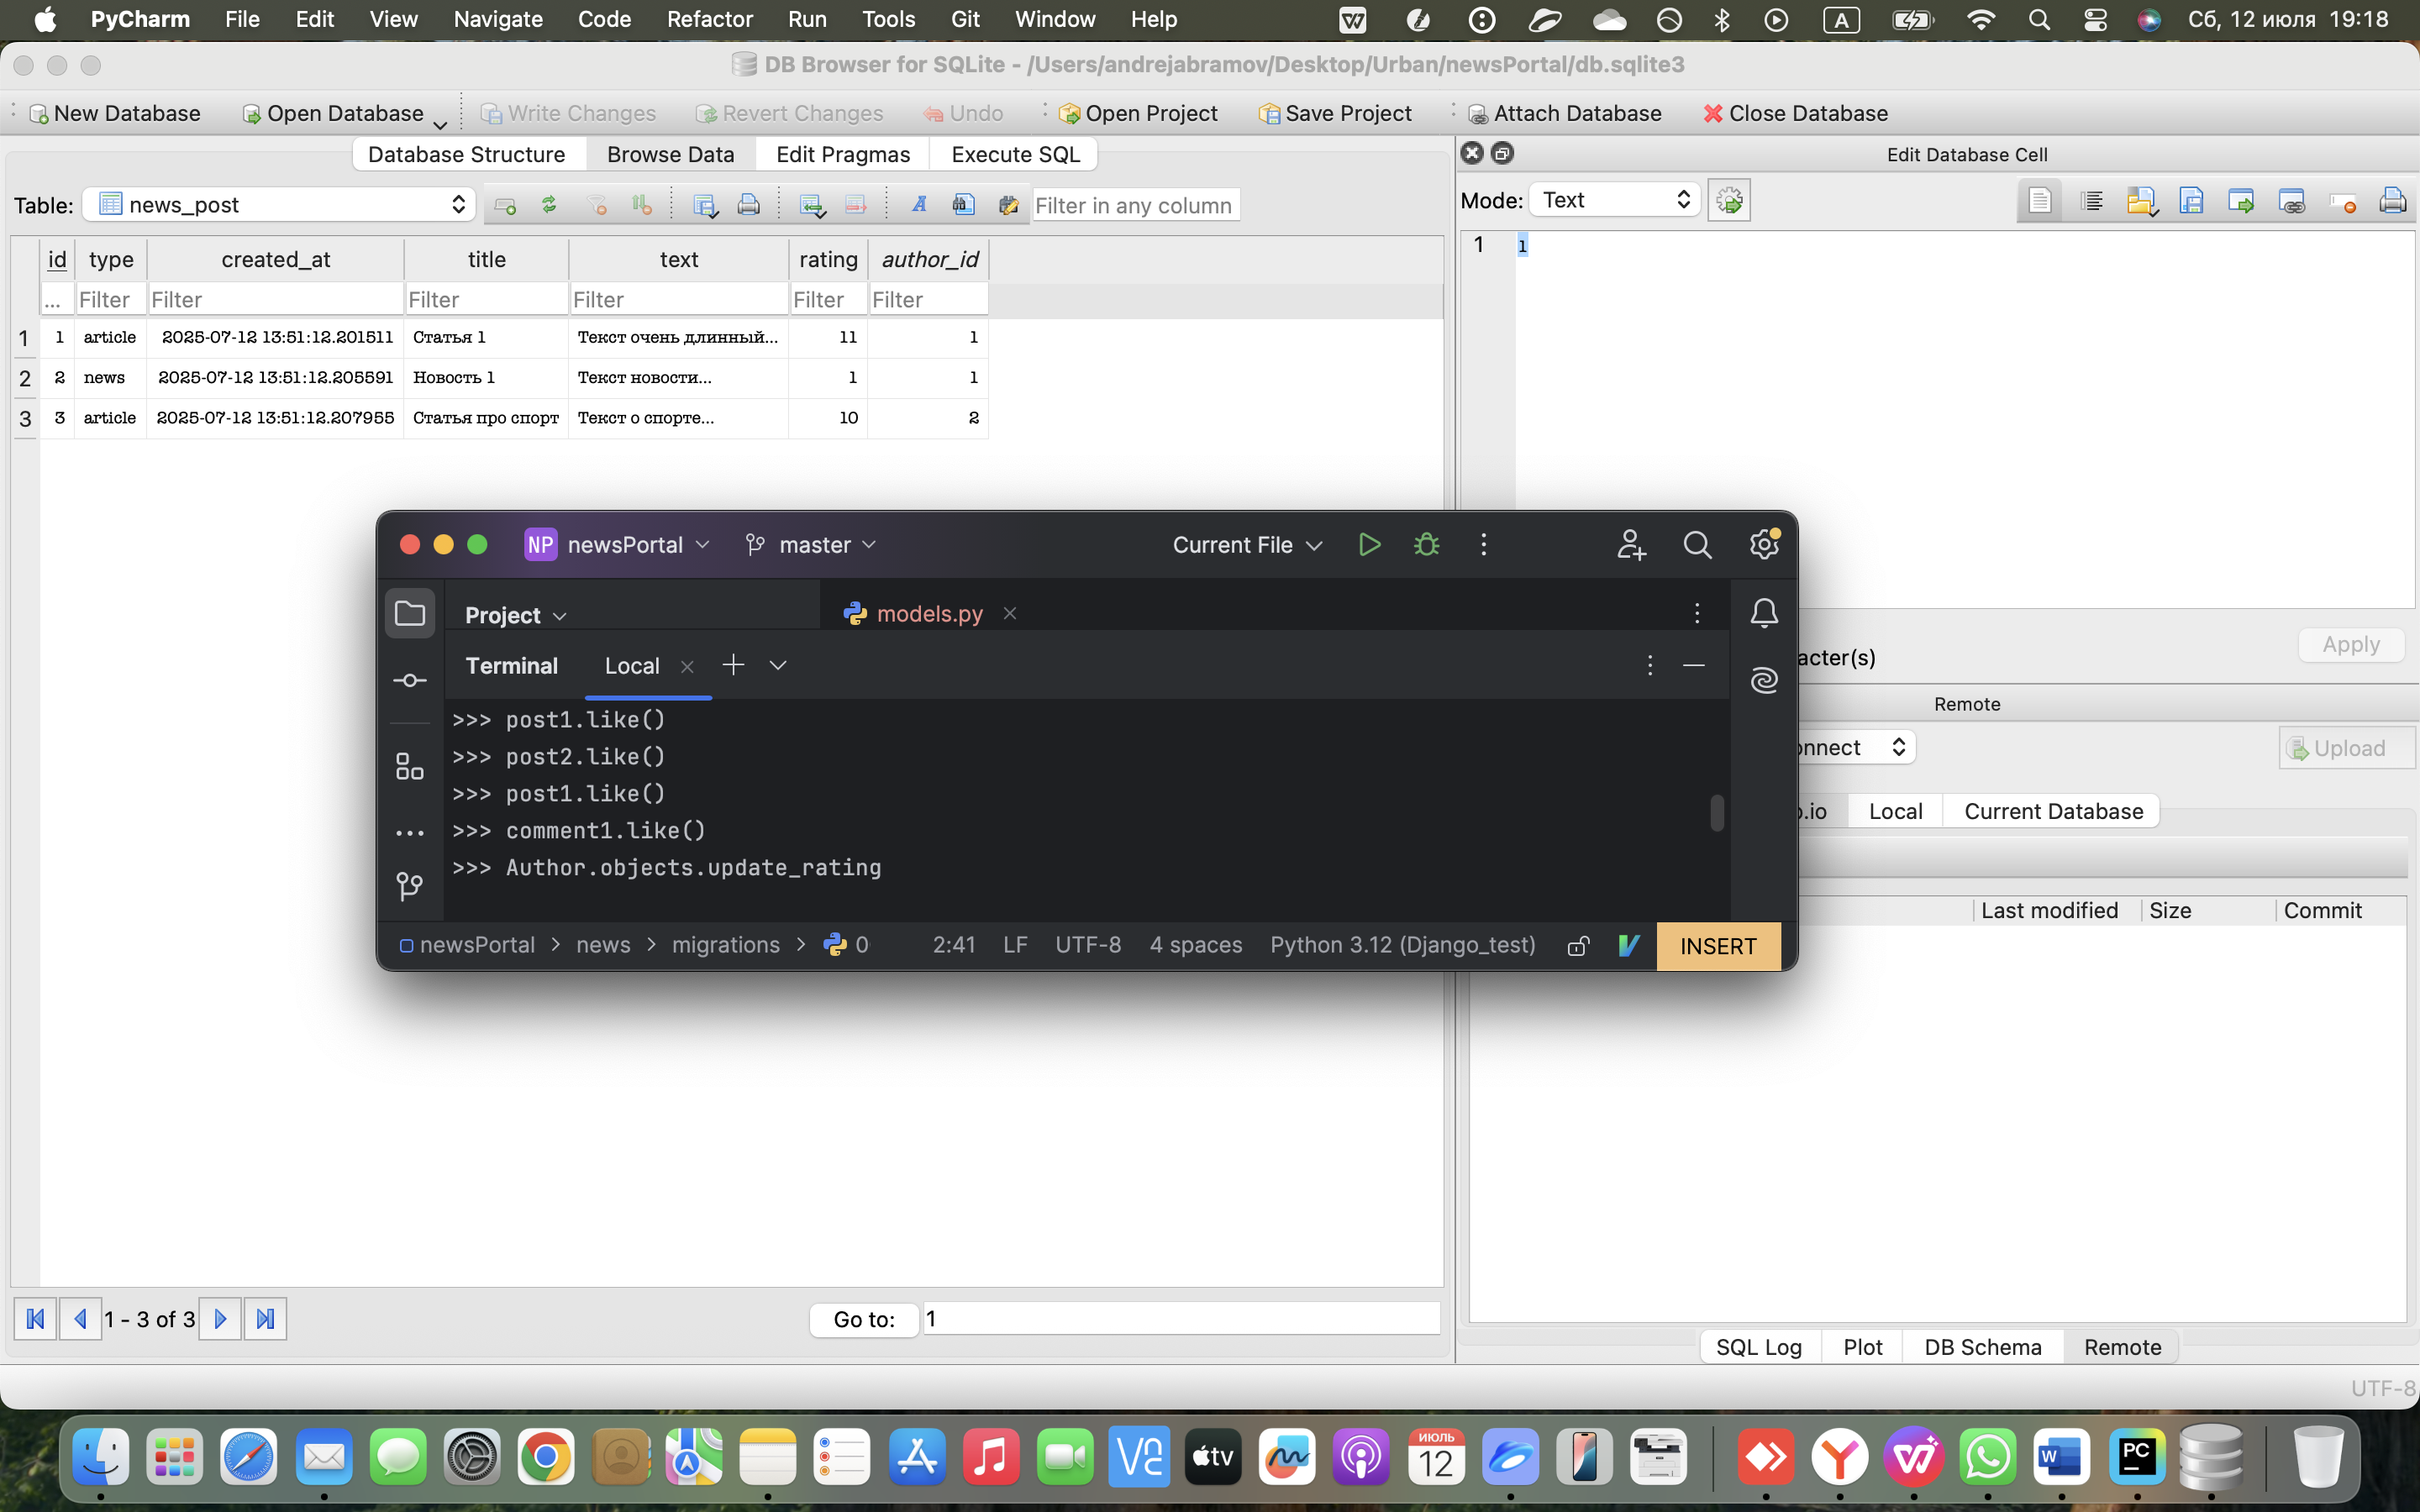 PyCharm File Edit View Navigate Code Refactor Run Tools Git Window Help A Сб, 12 июля 19:18
DB Browser for SQLite - /Users/andrejabramov/Desktop/Urban/newsPortal/db.sqlite3
New Database Open Database Write Changes Revert Changes Undo Open Project Save Project Attach Database Close Database
Database Structure Browse Data Edit Pragmas Execute SQL
Edit Database Cell
Table: news_post Filter in any column
Mode: Text
1 1
id type created_at title text rating author_id
... Filter Filter Filter Filter Filter Filter
1 1 article 2025-07-12 13:51:12.201511 Статья 1 Текст очень длинный... 11 1
2 2 news 2025-07-12 13:51:12.205591 Новость 1 Текст новости... 1 1
3 3 article 2025-07-12 13:51:12.207955 Статья про спорт Текст о спорте... 10 2
NP newsPortal master Current File
Project models.py
Terminal Local
>>> post1.like()
>>> post2.like()
>>> post1.like()
>>> comment1.like()
>>> Author.objects.update_rating
newsPortal > news > migrations > 0 2:41 LF UTF-8 4 spaces Python 3.12 (Django_test) INSERT
acter(s) Apply
Remote
onnect Upload
o.io Local Current Database
Last modified Size Commit
1 - 3 of 3 Go to: 1
SQL Log Plot DB Schema Remote
UTF-8
tv
ИЮЛЬ
12
W
PC